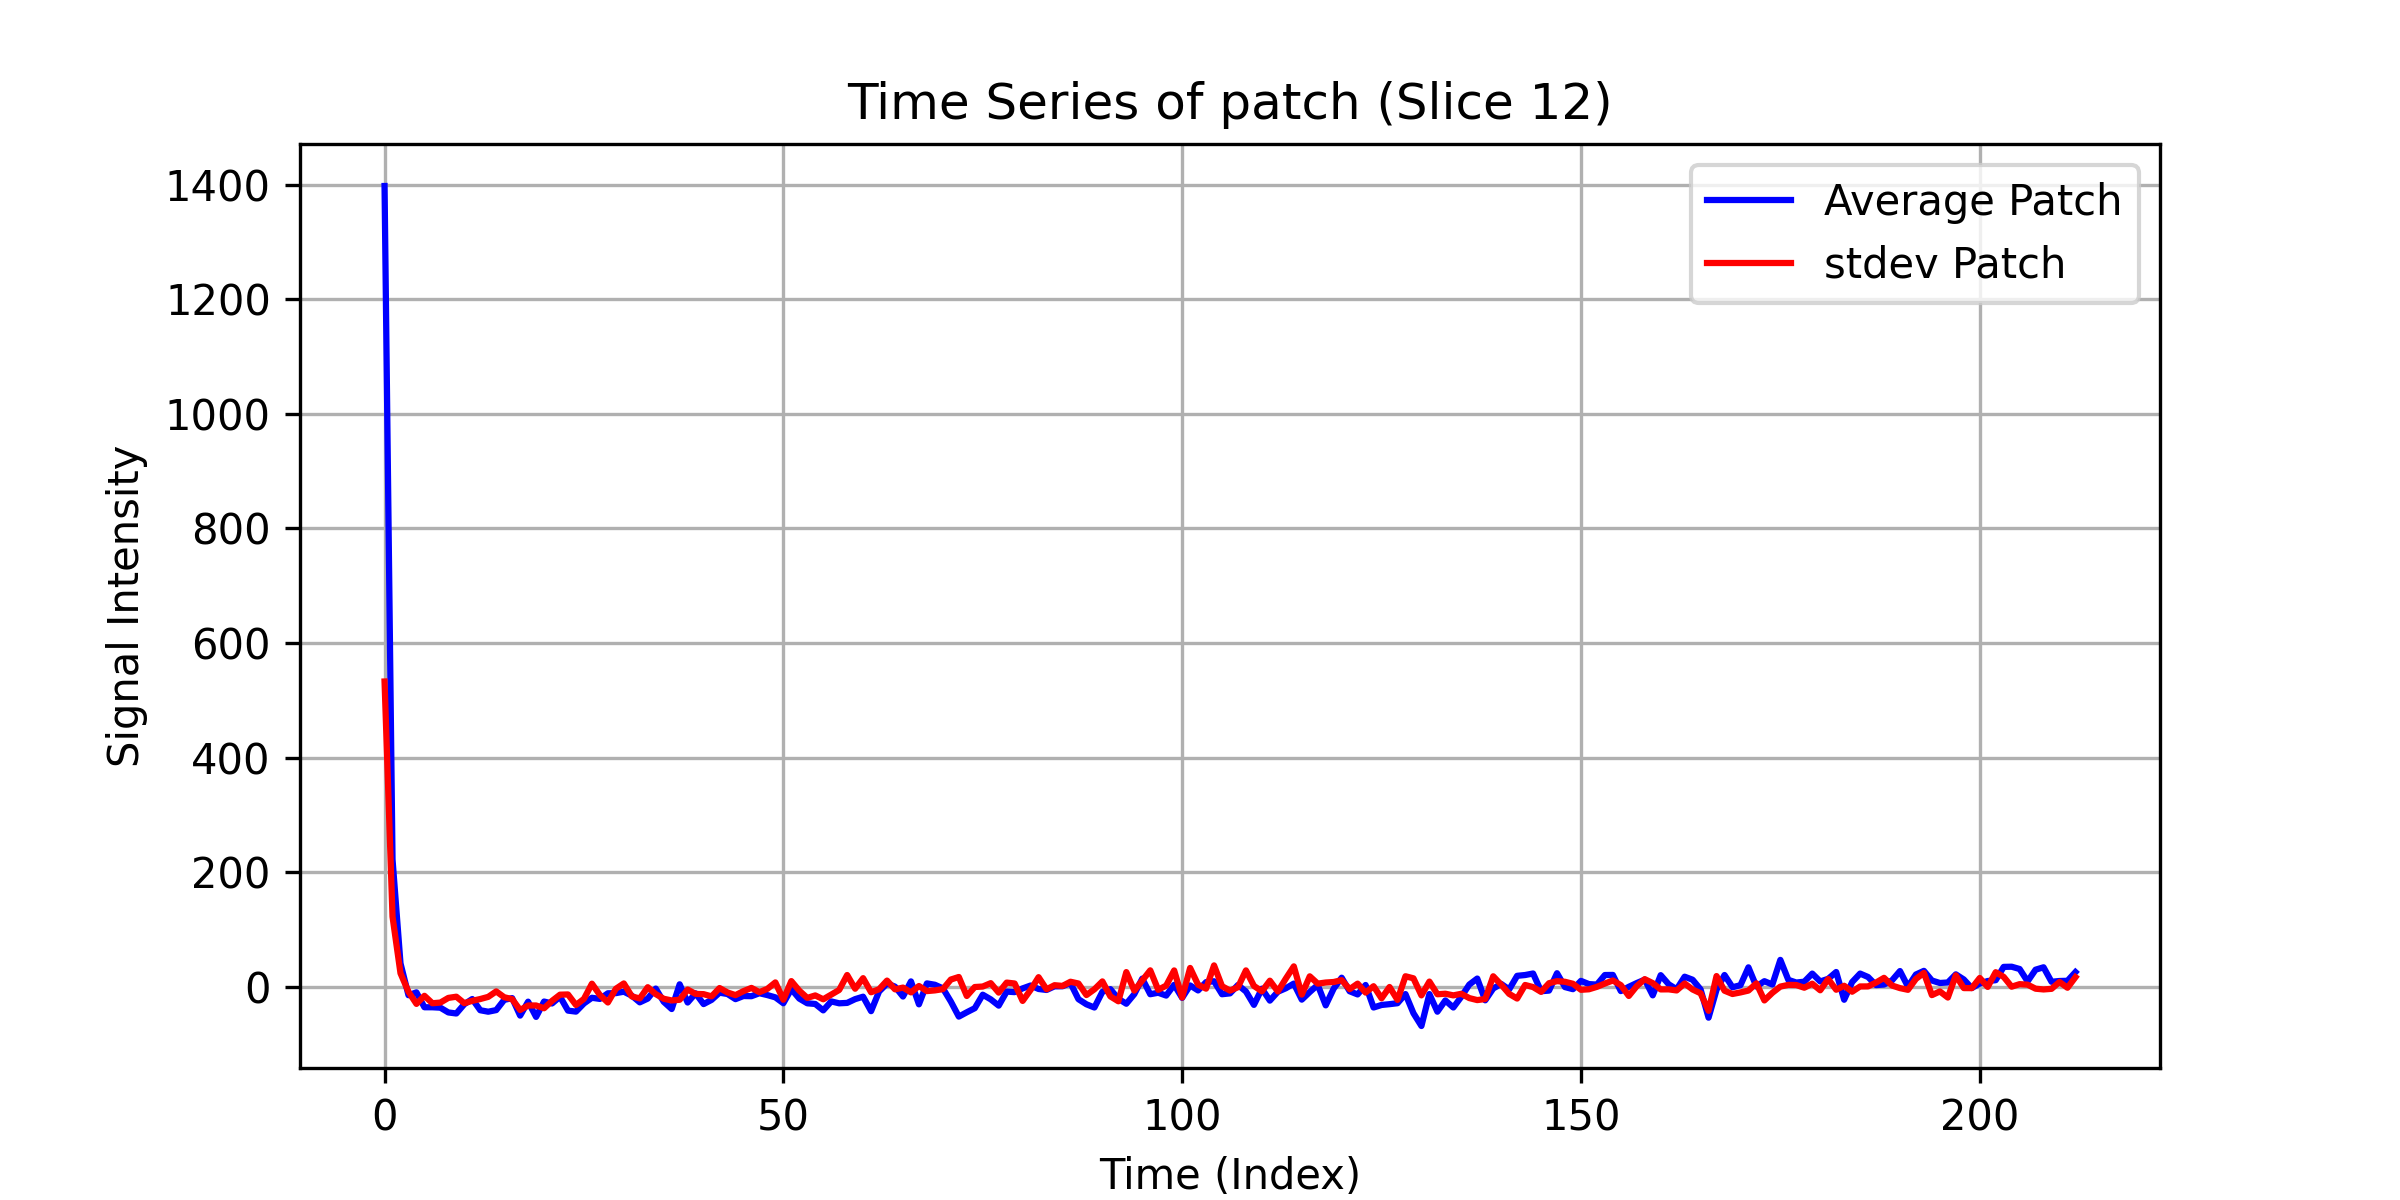 Time Series of patch (Slice 12)
Average Patch
stdev Patch
1400
1200
1000
800
600
400
200
0
Signal Intensity
0 50 100 150 200
Time (Index)